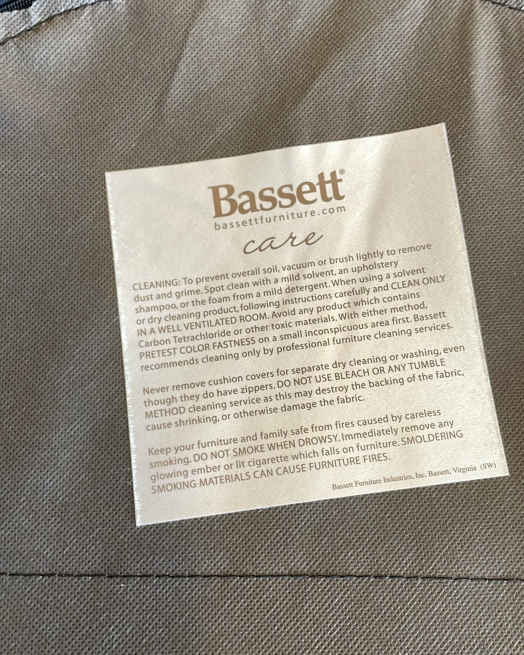 Bassett®
bassettfurniture.com
care
CLEANING: To prevent overall soil, vacuum or brush lightly to remove
dust and grime. Spot clean with a mild solvent, an upholstery
shampoo, or the foam from a mild detergent. When using a solvent
or dry cleaning product, following instructions carefully and CLEAN ONLY
IN A WELL VENTILATED ROOM. Avoid any product which contains
Carbon Tetrachloride or other toxic materials. With either method,
PRETEST COLOR FASTNESS on a small inconspicuous area first. Bassett
recommends cleaning only by professional furniture cleaning services.
Never remove cushion covers for separate dry cleaning or washing, even
though they do have zippers. DO NOT USE BLEACH OR ANY TUMBLE
METHOD cleaning service as this may destroy the backing of the fabric,
cause shrinking, or otherwise damage the fabric.
Keep your furniture and family safe from fires caused by careless
smoking. DO NOT SMOKE WHEN DROWSY. Immediately remove any
glowing ember or lit cigarette which falls on furniture. SMOLDERING
SMOKING MATERIALS CAN CAUSE FURNITURE FIRES.
Bassett Furniture Industries, Inc. Bassett, Virginia (SW)